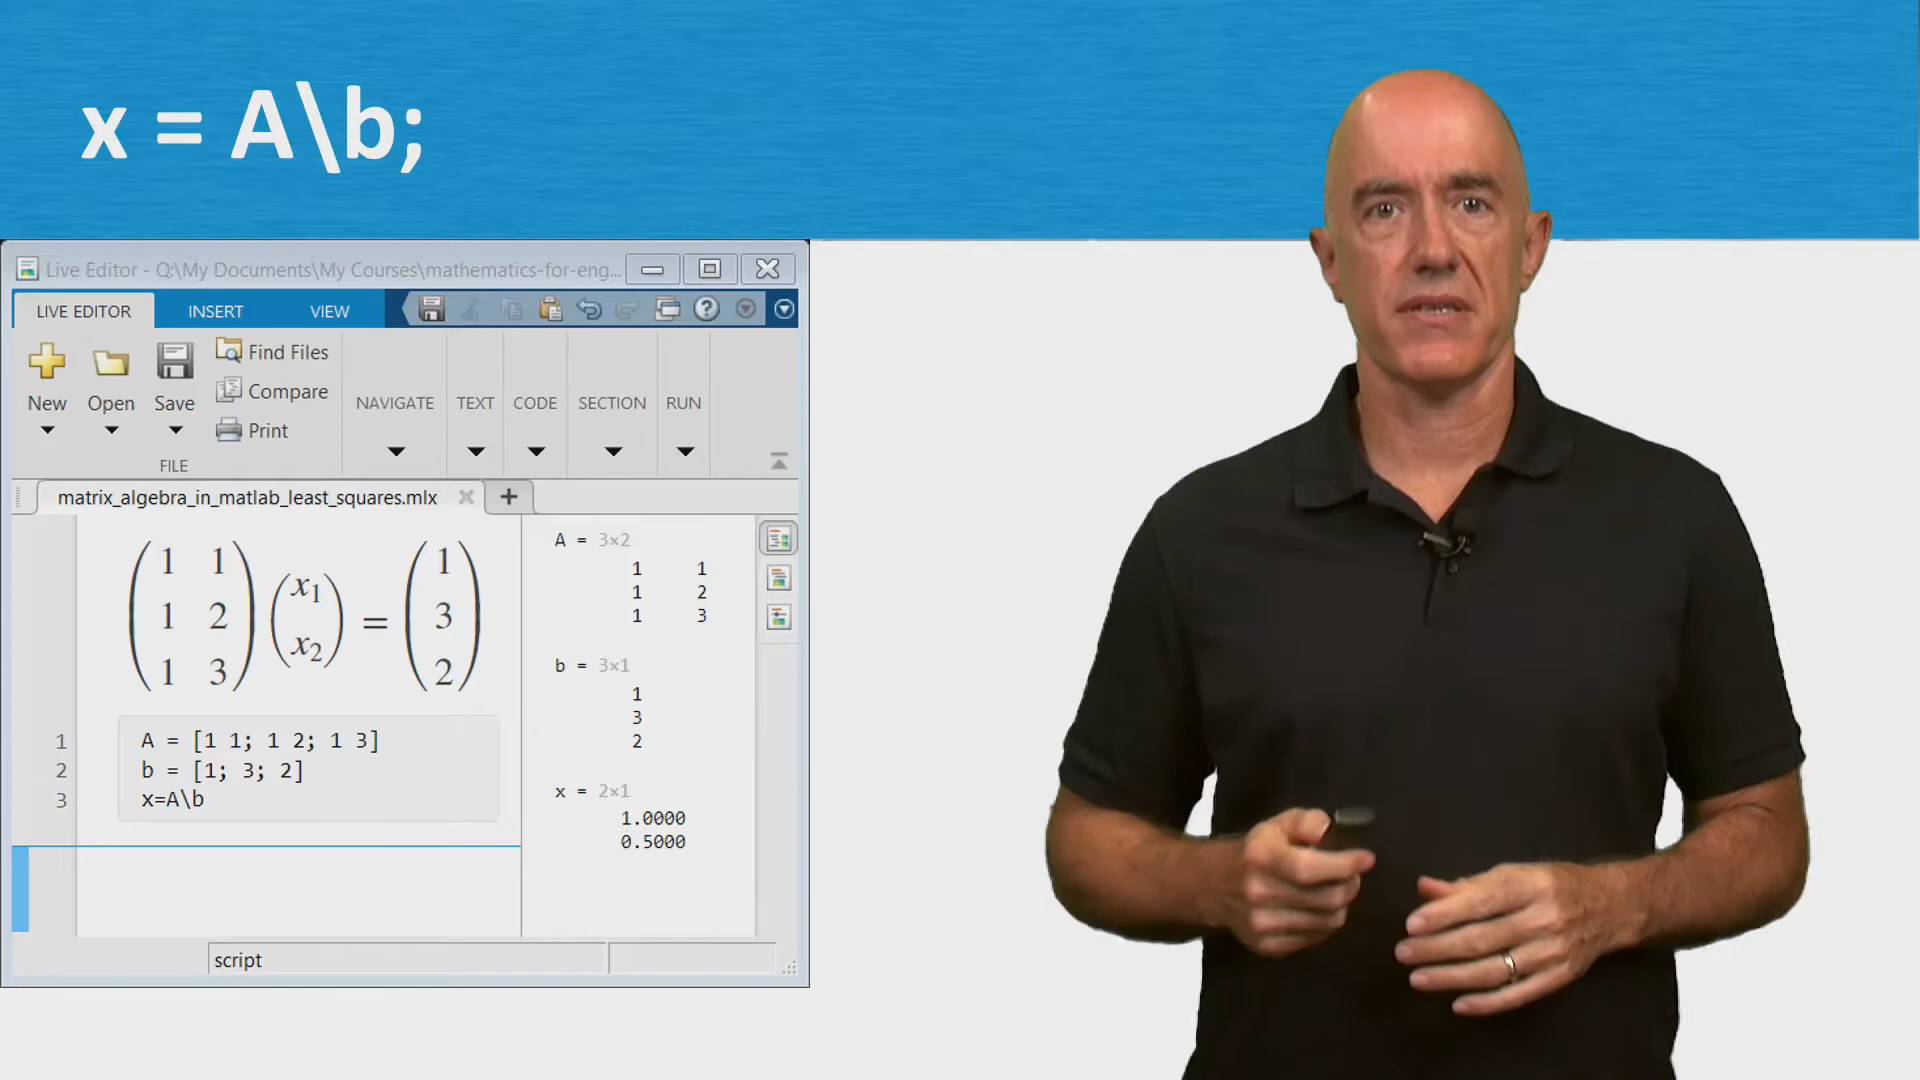 x = A\b;
Live Editor - Q:\My Documents\My Courses\mathematics-for-eng...
LIVE EDITOR INSERT VIEW
New
Open
Save
Find Files
Compare
Print
FILE
NAVIGATE
TEXT
CODE
SECTION
RUN
matrix_algebra_in_matlab_least_squares.mlx
1 1
1 2
1 3
x1
x2
=
1
3
2
1 A = [1 1; 1 2; 1 3]
2 b = [1; 3; 2]
3 x=A\b
A = 3×2
1 1
1 2
1 3
b = 3×1
1
3
2
x = 2×1
1.0000
0.5000
script